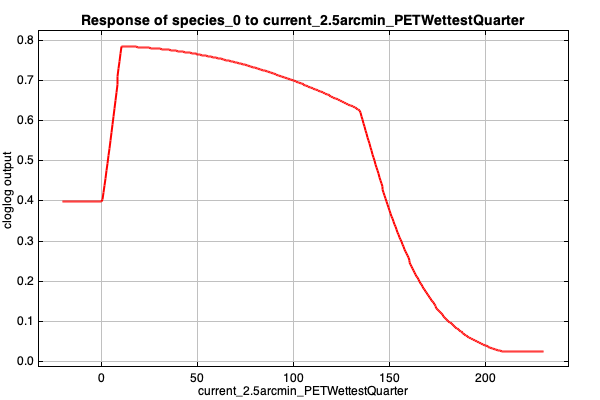 Response of species_0 to current_2.5arcmin_PETWettestQuarter
0.8
0.7
0.6
0.5
0.4
0.3
0.2
0.1
0.0
cloglog output
0 50 100 150 200
current_2.5arcmin_PETWettestQuarter